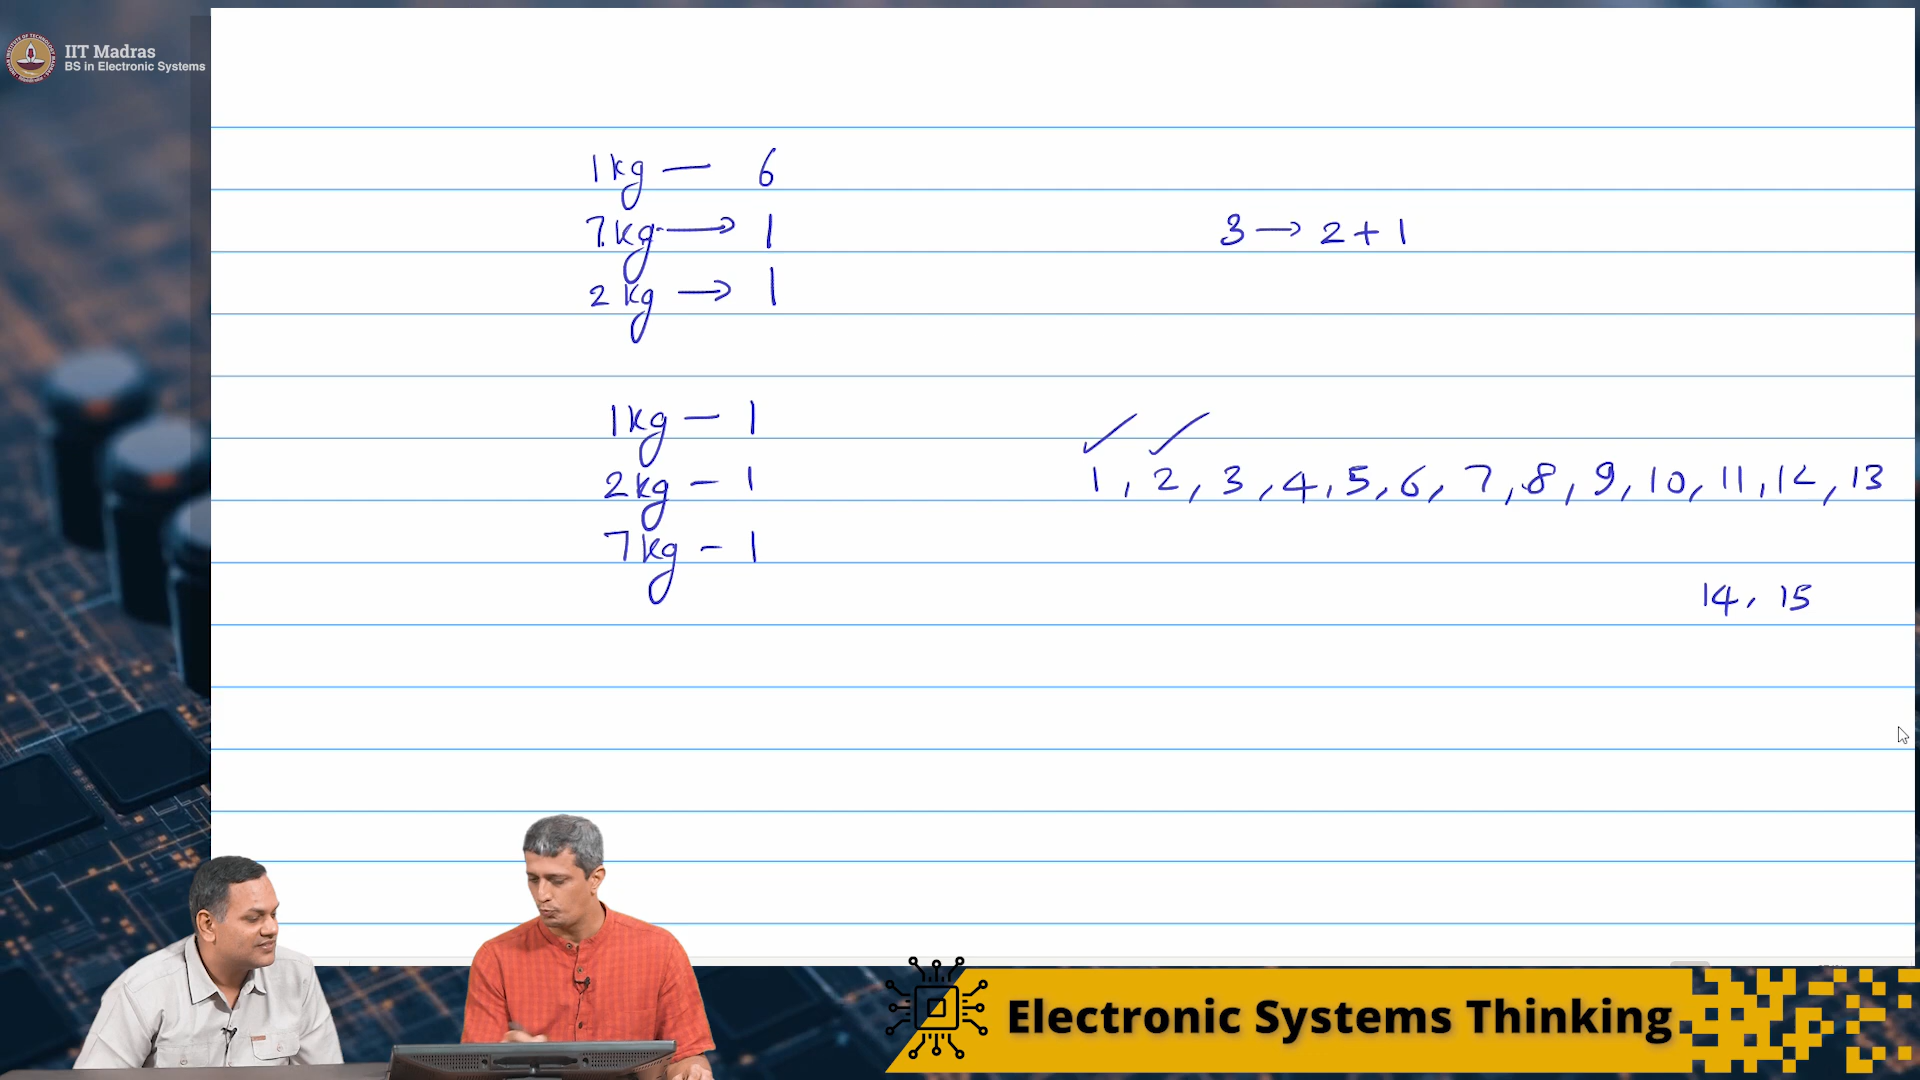 IIT Madras
BS in Electronic Systems
1kg — 6
7kg → 1
2kg → 1
3 → 2 + 1
1kg - 1
2kg - 1
7kg - 1
1, 2, 3, 4, 5, 6, 7, 8, 9, 10, 11, 12, 13
14, 15
Electronic Systems Thinking